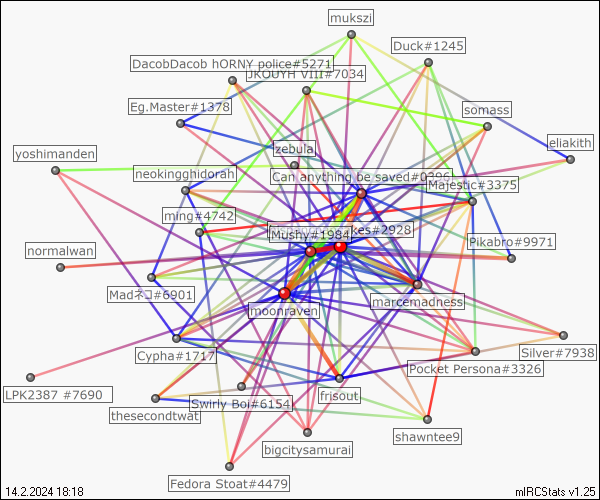 mukszi
Duck#1245
DacobDacob hORNY police#5271
JKOUYH VIII#7034
Eg.Master#1378
somass
zebula
eliakith
yoshimanden
neokingghidorah
Can anything be saved#0396
Majestic#3375
ming#4742
Mushy#1984
kes#2928
Pikabro#9971
normalwan
Madネコ#6901
marcemadness
moonraven
Cypha#1717
Silver#7938
Pocket Persona#3326
LPK2387 #7690
frisout
Swirly Boi#6154
thesecondtwat
shawntee9
bigcitysamurai
Fedora Stoat#4479
14.2.2024 18:18
mIRCStats v1.25